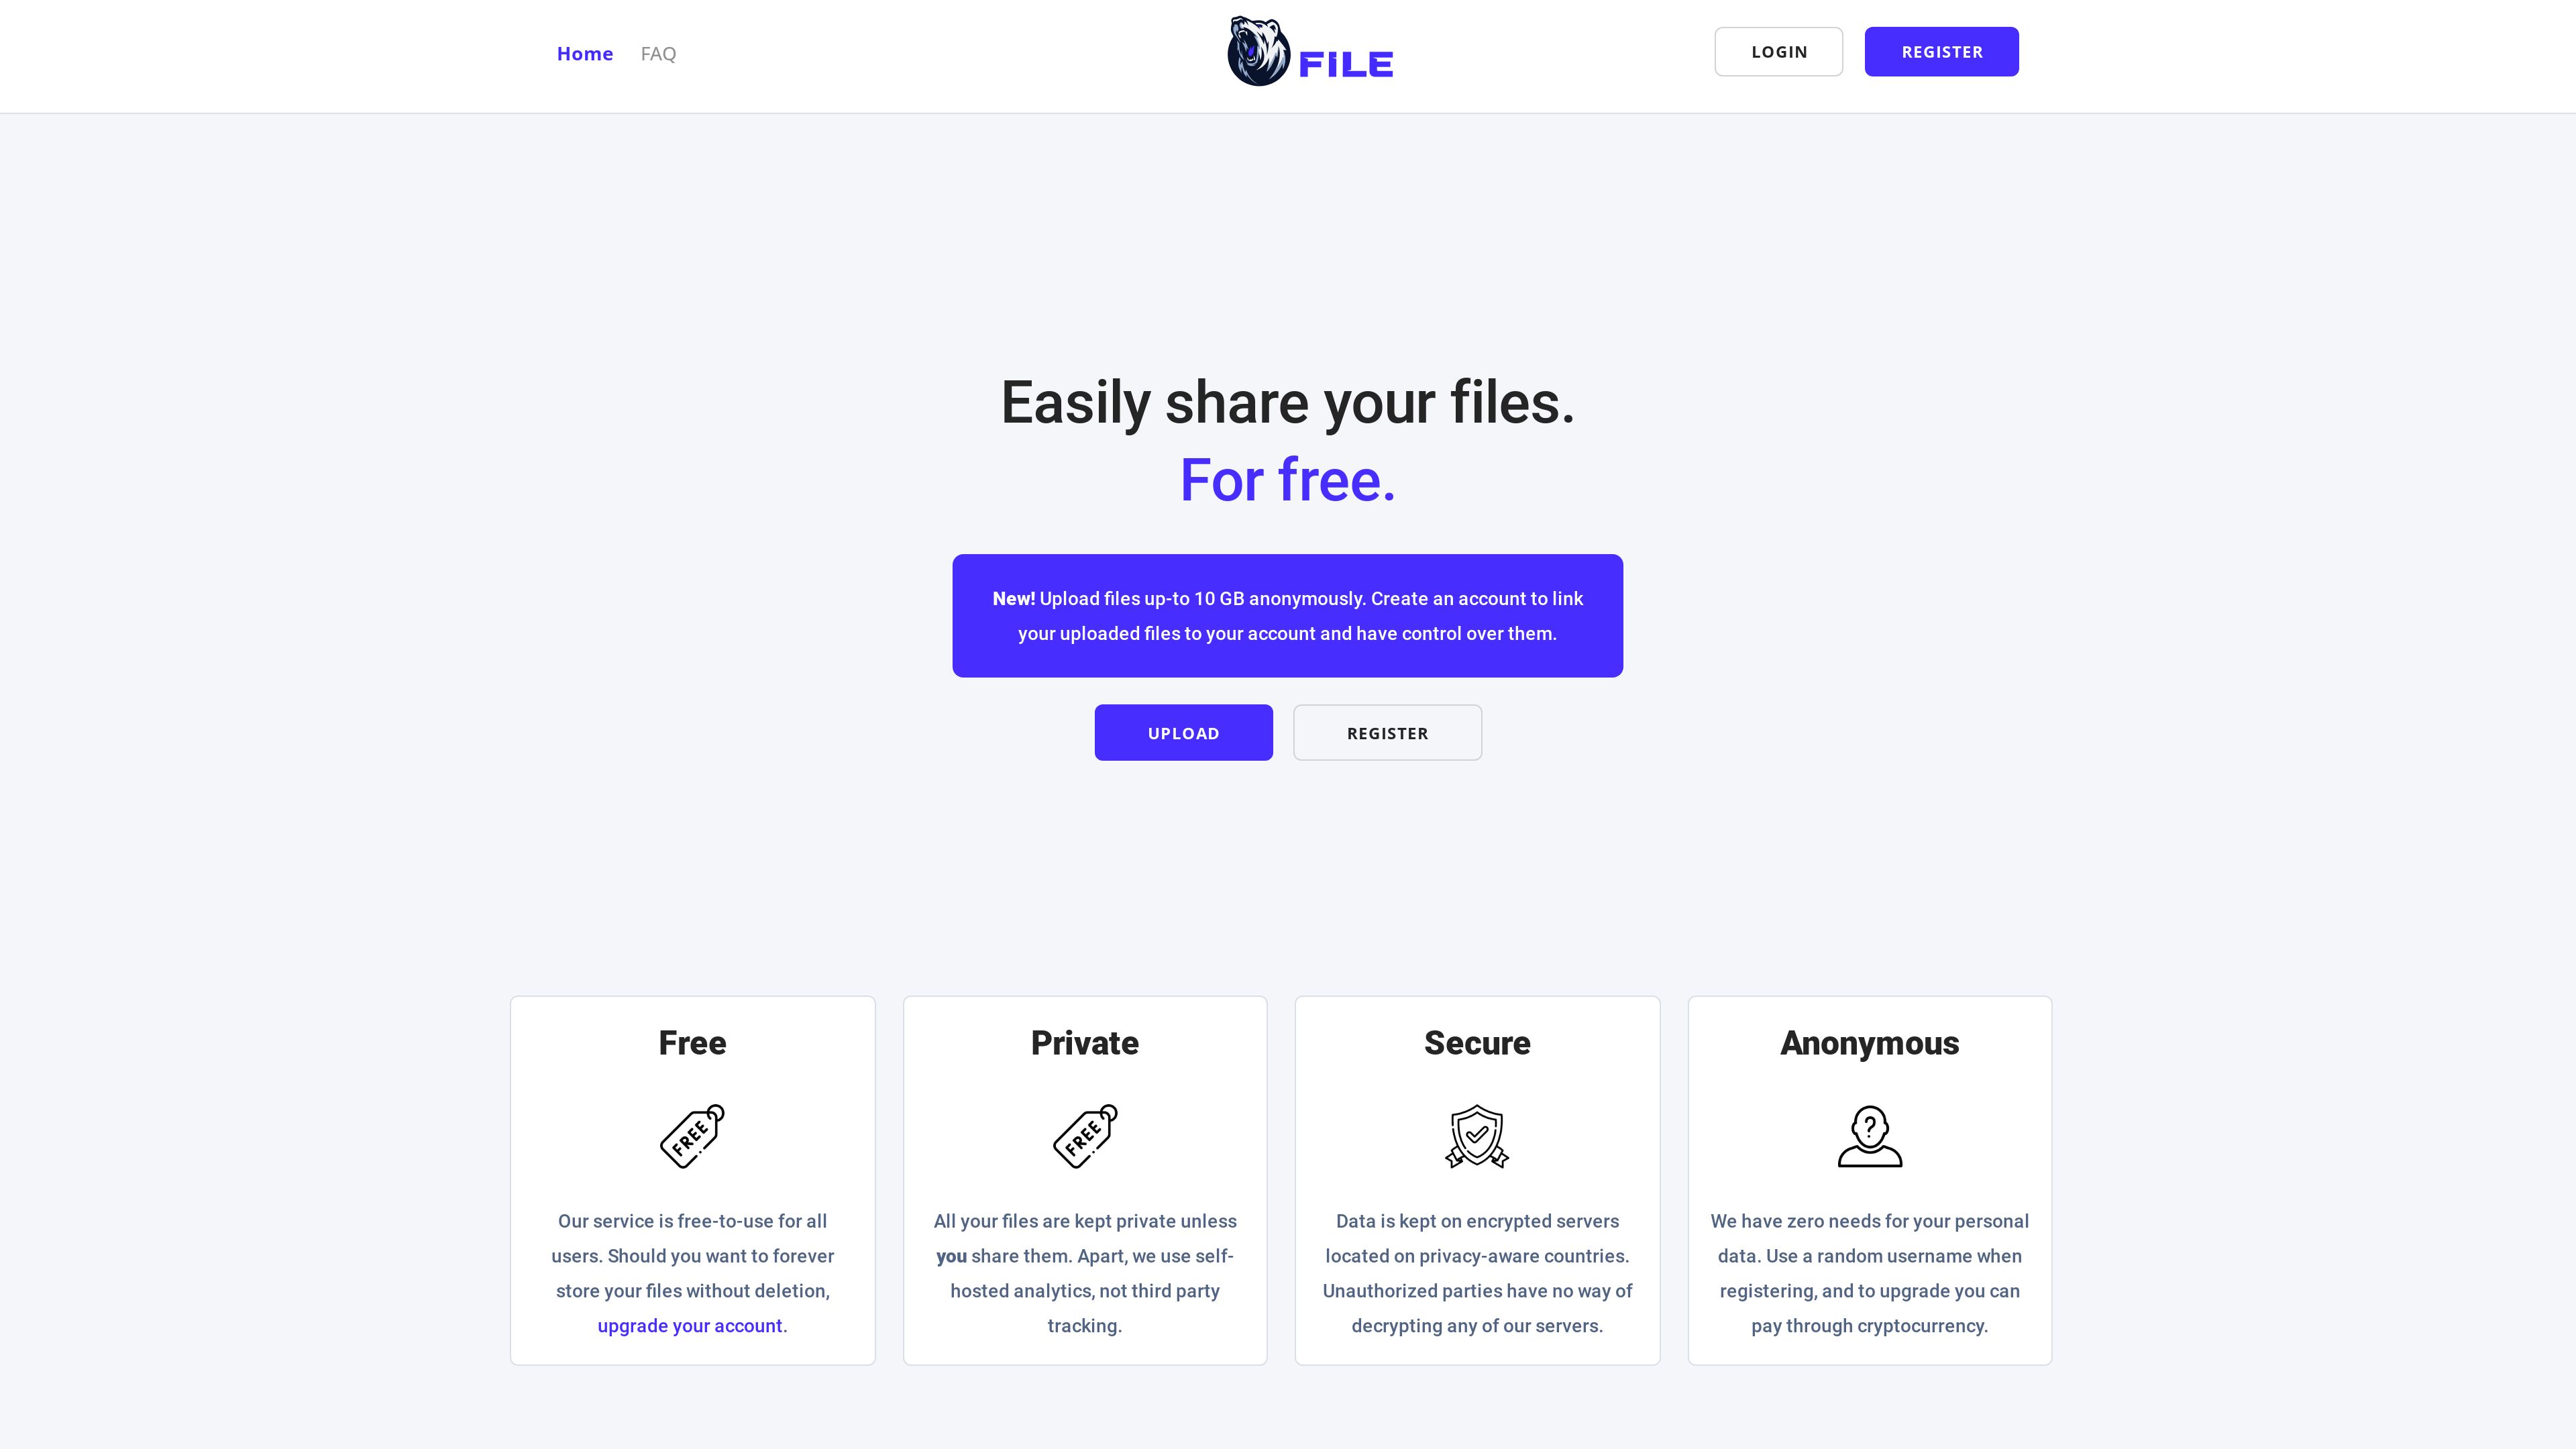 Home
FAQ
FiLE
LOGIN
REGISTER
Easily share your files.
For free.
New! Upload files up-to 10 GB anonymously. Create an account to link
your uploaded files to your account and have control over them.
UPLOAD
REGISTER
Free
FREE
Our service is free-to-use for all
users. Should you want to forever
store your files without deletion,
upgrade your account.
Private
FREE
All your files are kept private unless
you share them. Apart, we use self-
hosted analytics, not third party
tracking.
Secure
Data is kept on encrypted servers
located on privacy-aware countries.
Unauthorized parties have no way of
decrypting any of our servers.
Anonymous
?
We have zero needs for your personal
data. Use a random username when
registering, and to upgrade you can
pay through cryptocurrency.